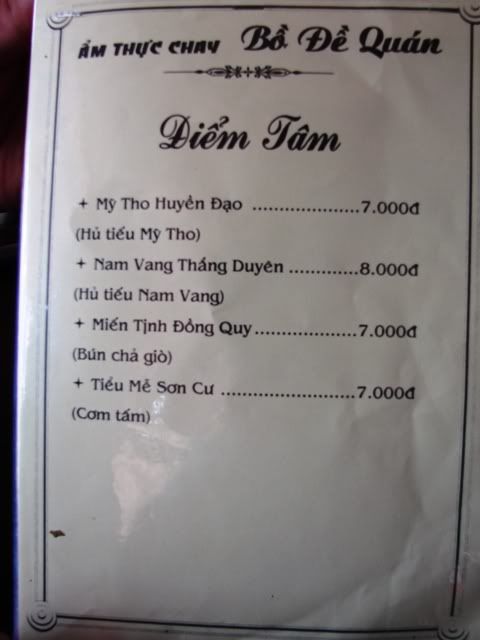 ẨM THỰC CHAY Bồ Đề Quán
Điểm Tâm
+ Mỹ Tho Huyền Đạo ..................7.000đ
(Hủ tiếu Mỹ Tho)
+ Nam Vang Thắng Duyên ............8.000đ
(Hủ tiếu Nam Vang)
+ Miến Tịnh Đồng Quy.................7.000đ
(Bún chả giò)
+ Tiểu Mễ Sơn Cư ......................7.000đ
(Cơm tấm)